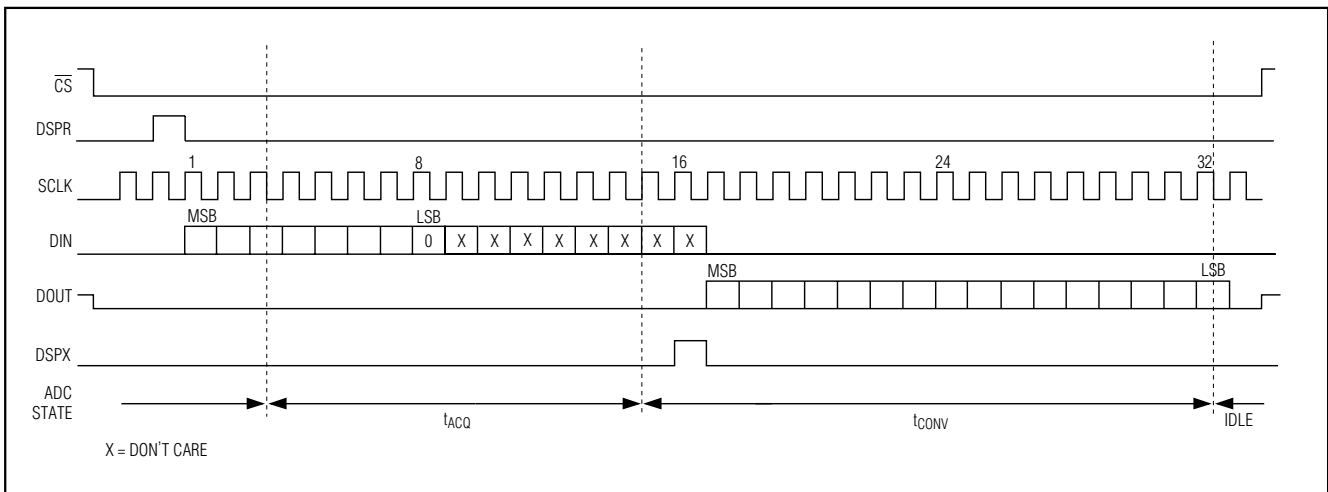 CS
DSPR
1 8 16 24 32
SCLK
MSB LSB
DIN 0 X X X X X X X X
MSB LSB
DOUT
DSPX
ADC
STATE
tACQ tCONV IDLE
X = DON'T CARE